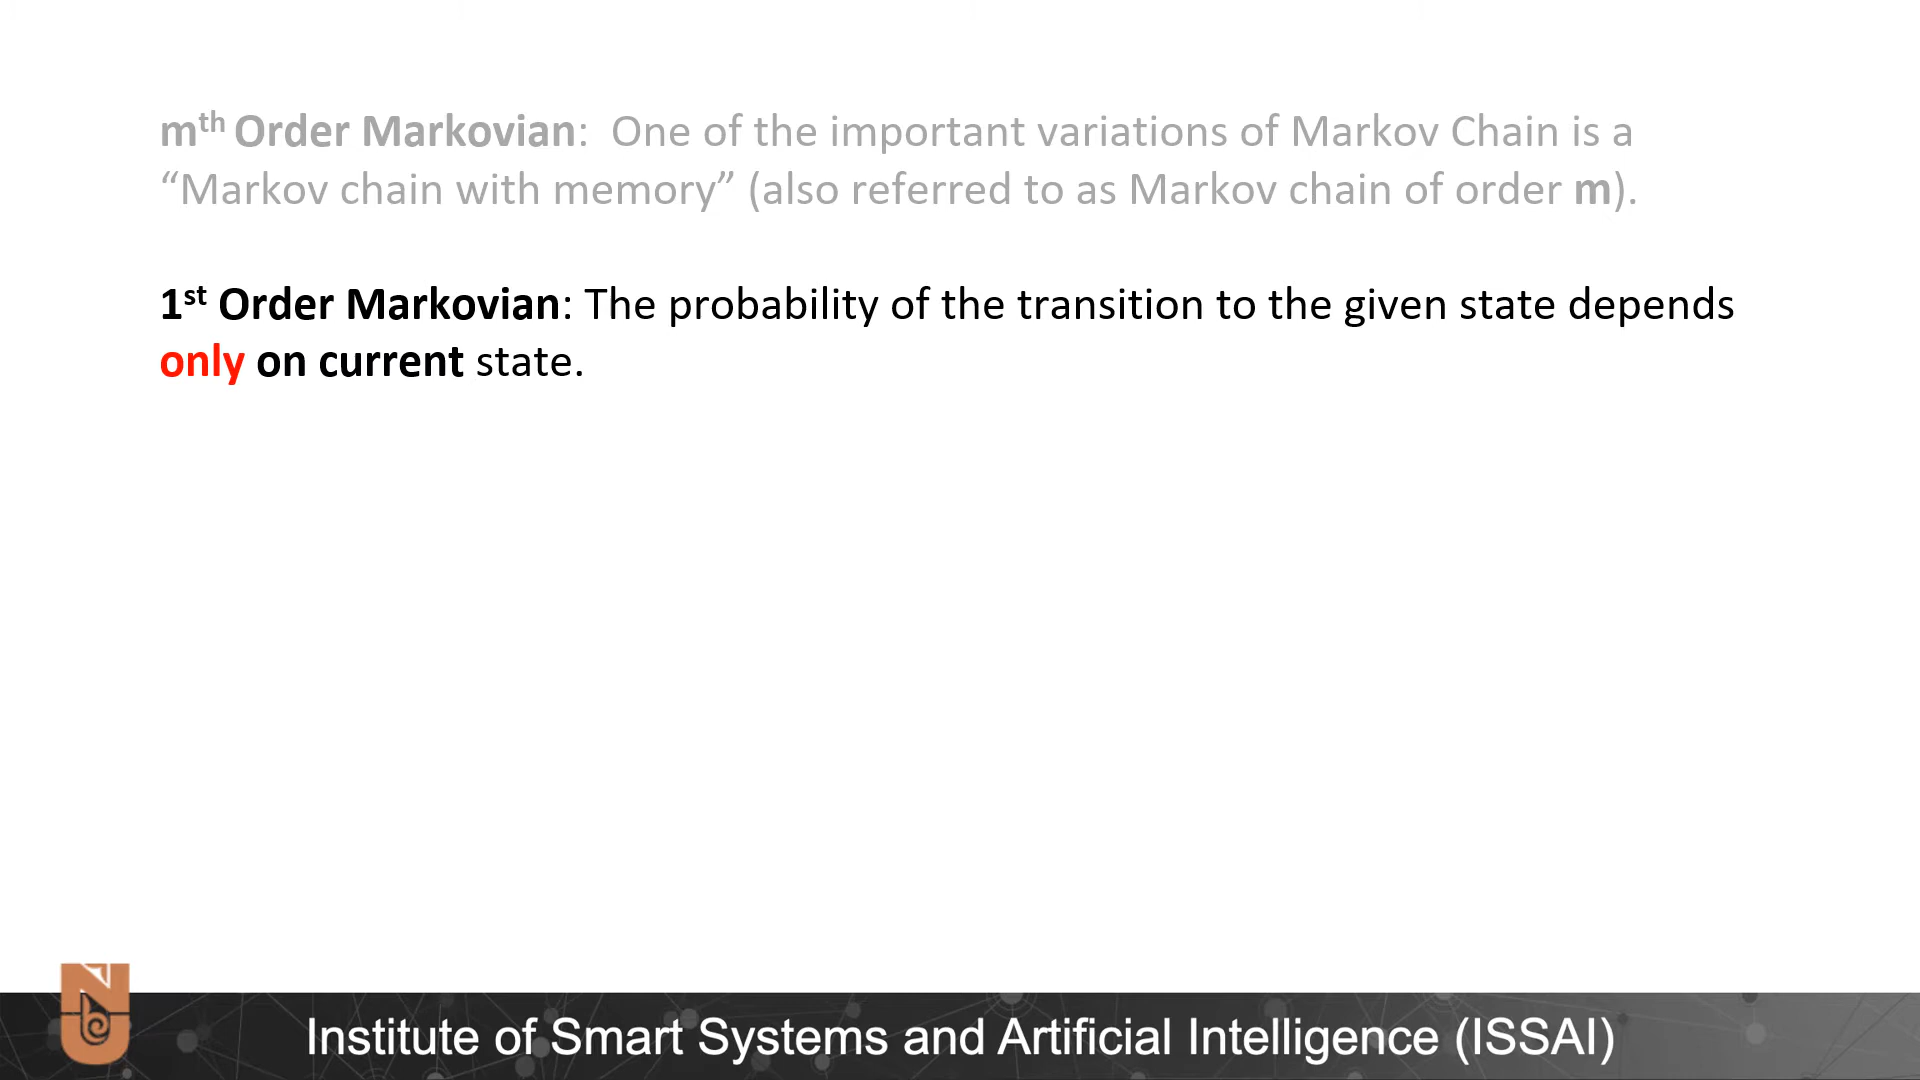 mth Order Markovian:  One of the important variations of Markov Chain is a
“Markov chain with memory” (also referred to as Markov chain of order m).
1st Order Markovian: The probability of the transition to the given state depends
only on current state.
Institute of Smart Systems and Artificial Intelligence (ISSAI)